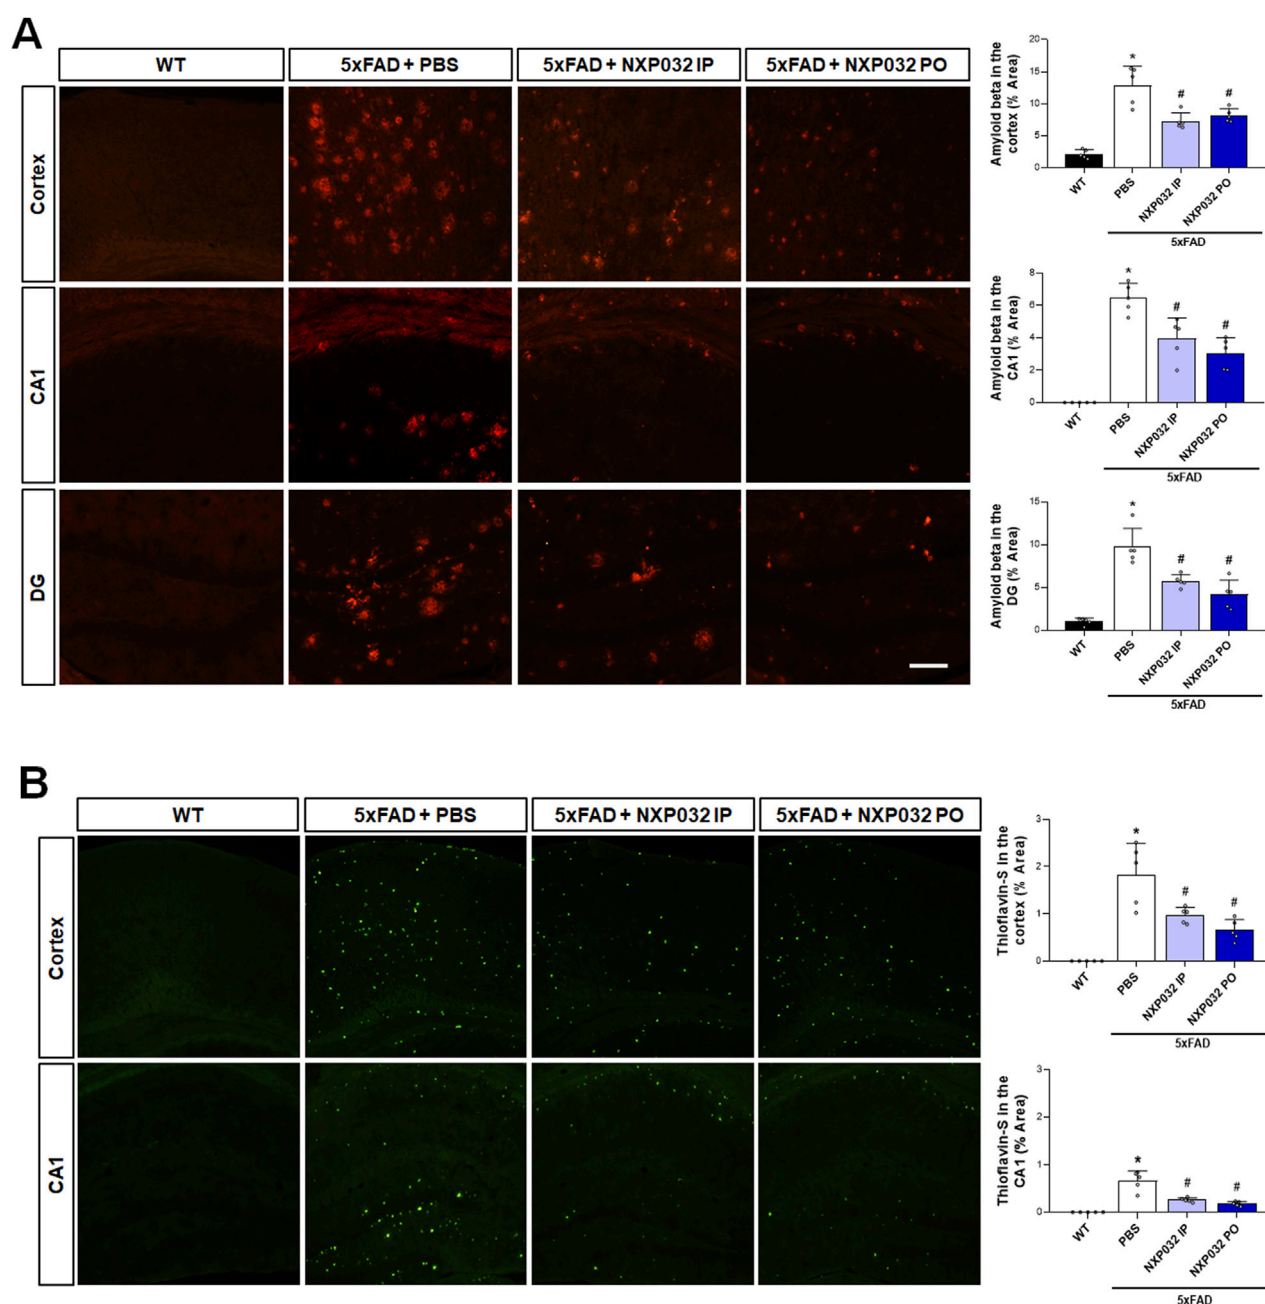 A
WT
5xFAD + PBS
5xFAD + NXP032 IP
5xFAD + NXP032 PO
Cortex
CA1
DG
Amyloid beta in the
cortex (% Area)
20
15
10
5
0
*
#
#
WT
PBS
NXP032 IP
NXP032 PO
5xFAD
Amyloid beta in the
CA1 (% Area)
8
6
4
2
0
*
#
#
WT
PBS
NXP032 IP
NXP032 PO
5xFAD
Amyloid beta in the
DG (% Area)
15
10
5
0
*
#
#
WT
PBS
NXP032 IP
NXP032 PO
5xFAD
B
WT
5xFAD + PBS
5xFAD + NXP032 IP
5xFAD + NXP032 PO
Cortex
CA1
Thioflavin-S in the
cortex (% Area)
3
2
1
0
*
#
#
WT
PBS
NXP032 IP
NXP032 PO
5xFAD
Thioflavin-S in the
CA1 (% Area)
3
2
1
0
*
#
#
WT
PBS
NXP032 IP
NXP032 PO
5xFAD